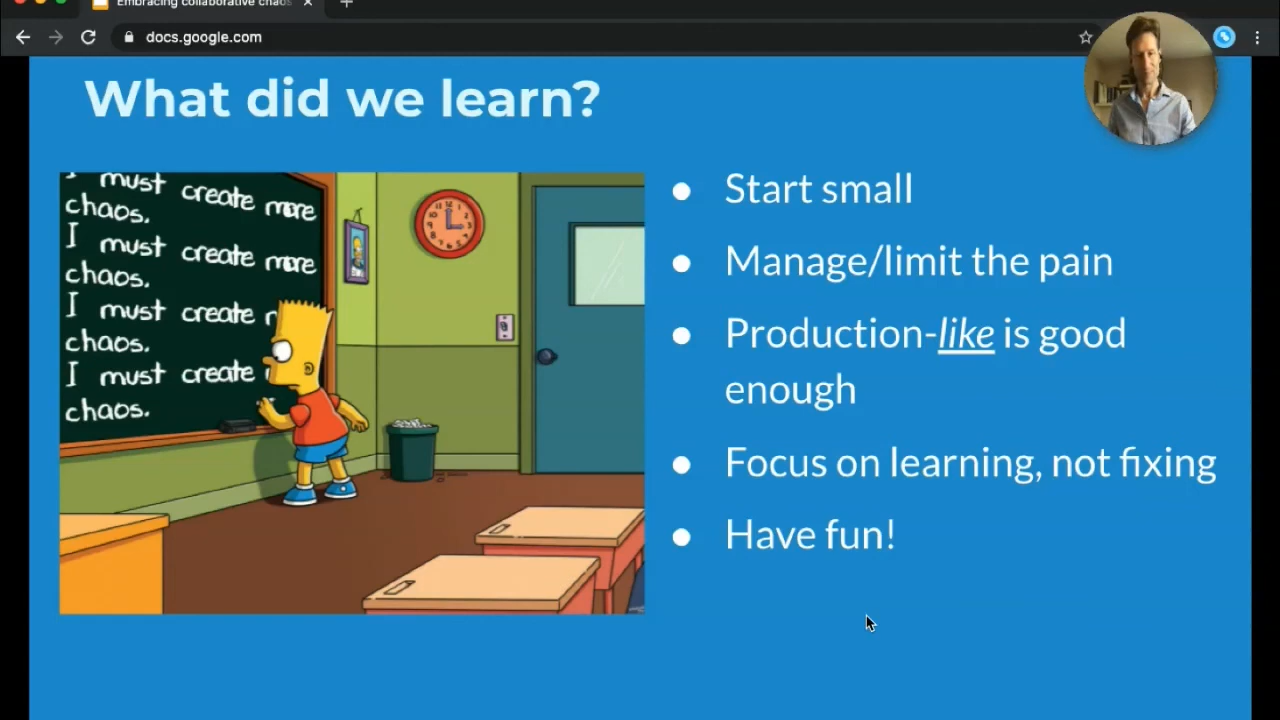 Embracing collaborative chaos
docs.google.com
What did we learn?
I must create more
chaos.
I must create more
chaos.
I must create
chaos.
I must create
chaos.
Start small
Manage/limit the pain
Production-like is good
enough
Focus on learning, not fixing
Have fun!